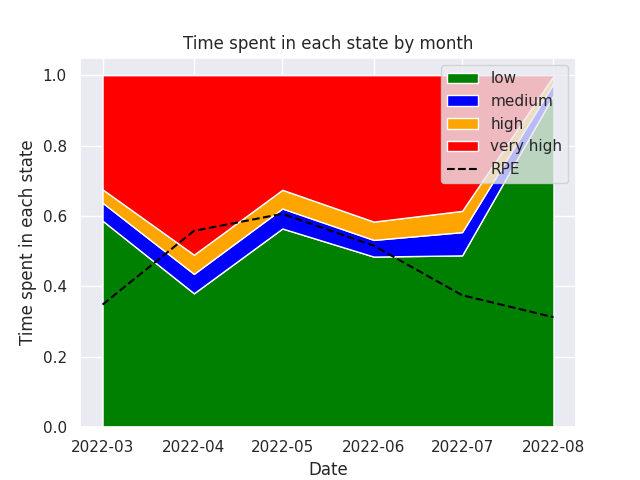 Time spent in each state by month
1.0
0.8
0.6
0.4
0.2
0.0
Time spent in each state
low
medium
high
very high
RPE
2022-03 2022-04 2022-05 2022-06 2022-07 2022-08
Date